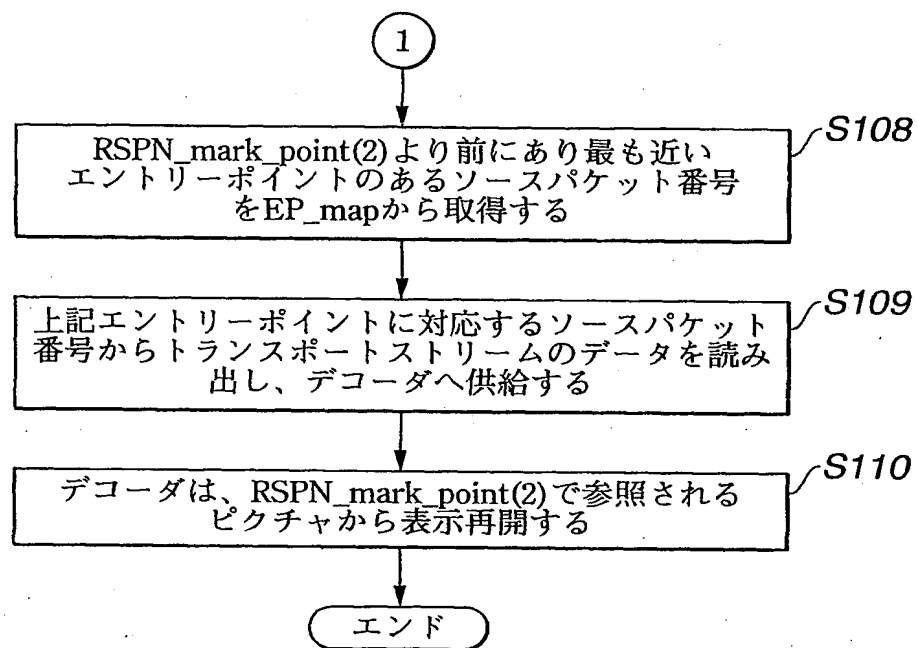 1
RSPN_mark_point(2)より前にあり最も近い
エントリーポイントのあるソースパケット番号
をEP_mapから取得する
S108
上記エントリーポイントに対応するソースパケット
番号からトランスポートストリームのデータを読み
出し、デコーダへ供給する
S109
デコーダは、RSPN_mark_point(2)で参照される
ピクチャから表示再開する
S110
エンド